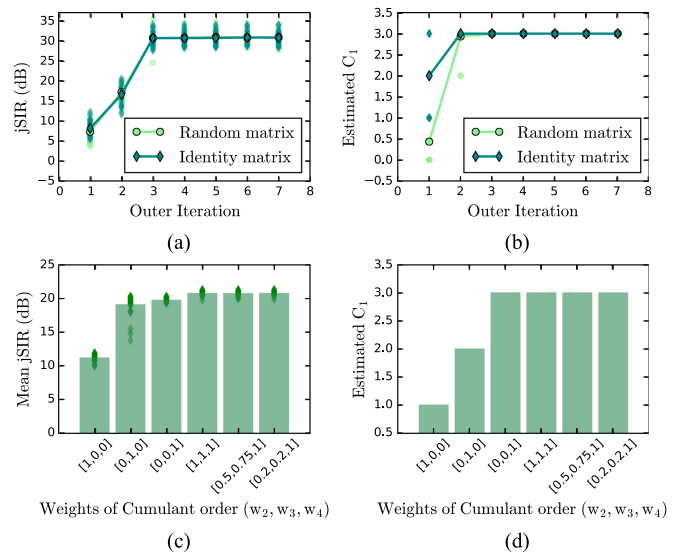 35
30
25
20
15
10
5
0
−5
jSIR (dB)
0 1 2 3 4 5 6 7 8
Outer Iteration
Random matrix
Identity matrix
(a)
3.5
3.0
2.5
2.0
1.5
1.0
0.5
0.0
−0.5
Estimated C₁
0 1 2 3 4 5 6 7 8
Outer Iteration
Random matrix
Identity matrix
(b)
25
20
15
10
5
0
Mean jSIR (dB)
[1,0,0] [0,1,0] [0,0,1] [1,1,1] [0.5,0.75,1] [0.2,0.2,1]
Weights of Cumulant order (w₂, w₃, w₄)
(c)
3.5
3.0
2.5
2.0
1.5
1.0
0.5
Estimated C₁
[1,0,0] [0,1,0] [0,0,1] [1,1,1] [0.5,0.75,1] [0.2,0.2,1]
Weights of Cumulant order (w₂, w₃, w₄)
(d)